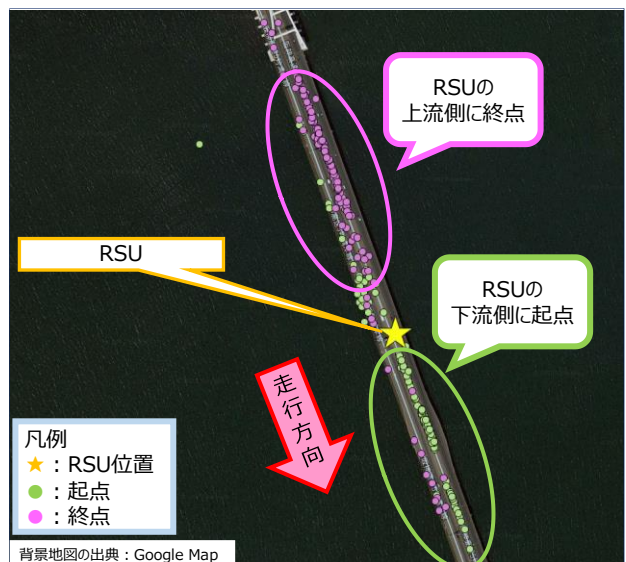 RSUの
上流側に終点
RSU
RSUの
下流側に起点
走行方向
凡例
★：RSU位置
●：起点
●：終点
背景地図の出典：Google Map